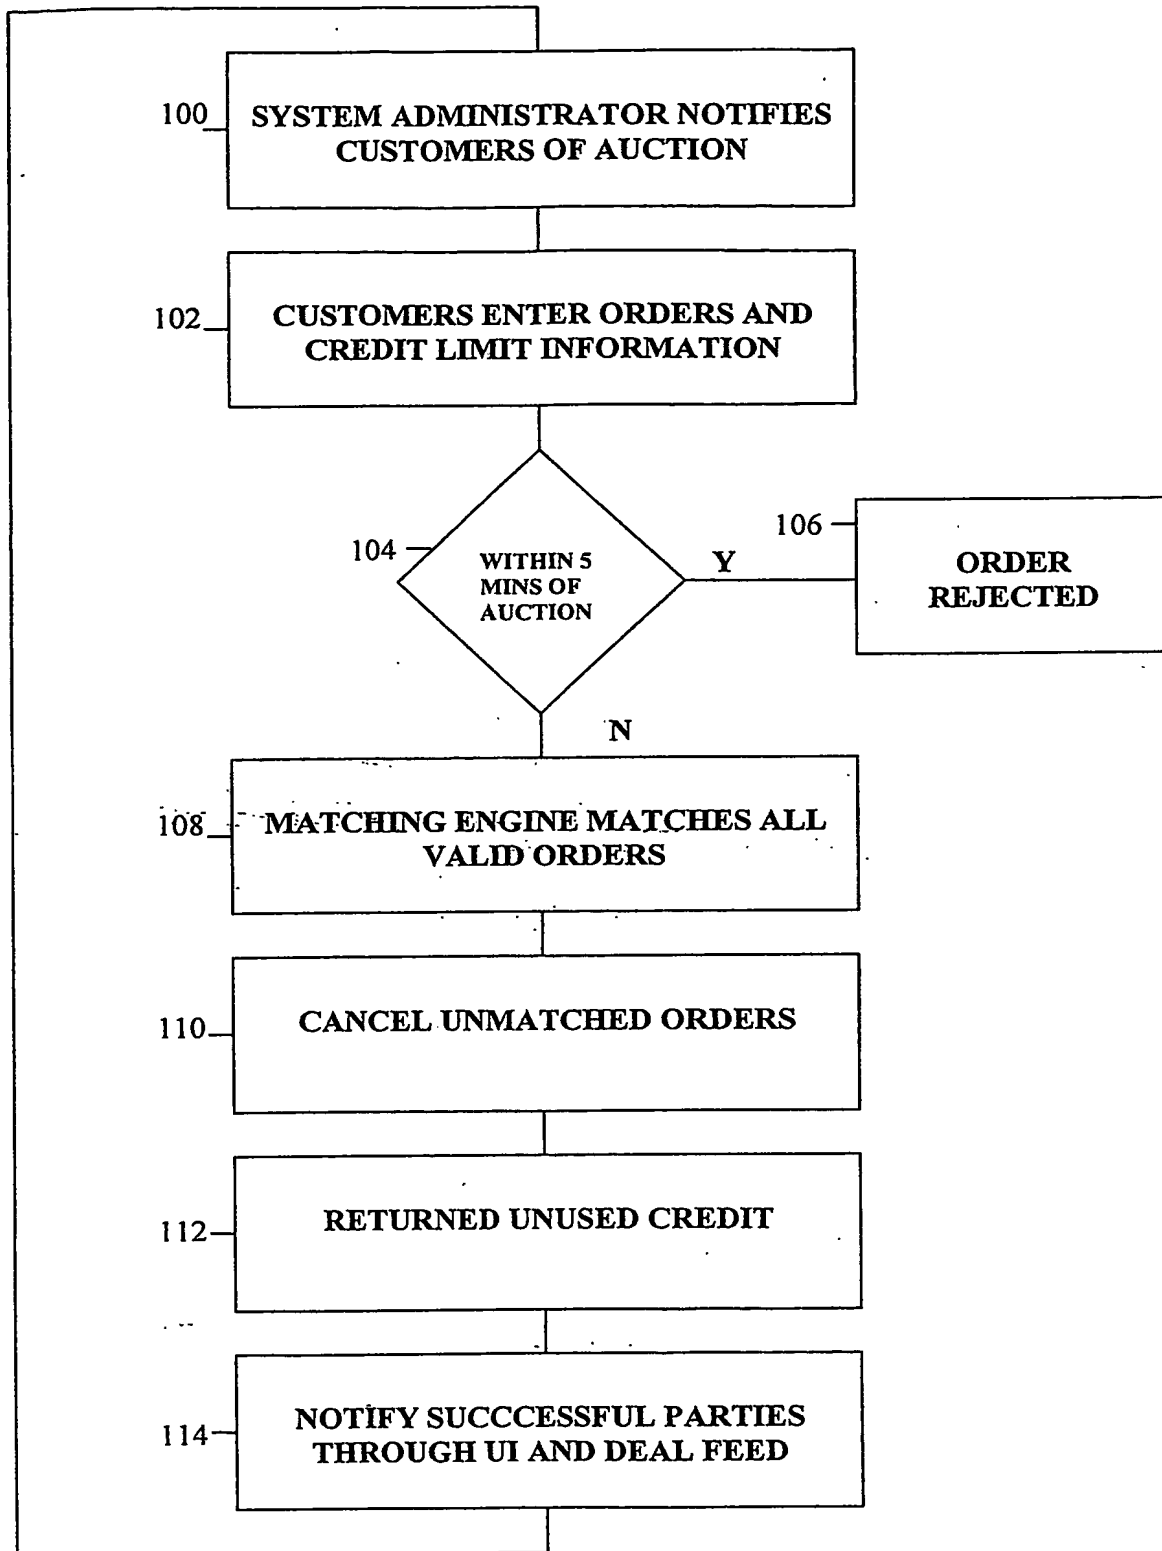 100
SYSTEM ADMINISTRATOR NOTIFIES
CUSTOMERS OF AUCTION
102
CUSTOMERS ENTER ORDERS AND
CREDIT LIMIT INFORMATION
104
WITHIN 5
MINS OF
AUCTION
Y
106
ORDER
REJECTED
N
108
MATCHING ENGINE MATCHES ALL
VALID ORDERS
110
CANCEL UNMATCHED ORDERS
112
RETURNED UNUSED CREDIT
114
NOTIFY SUCCCESSFUL PARTIES
THROUGH UI AND DEAL FEED